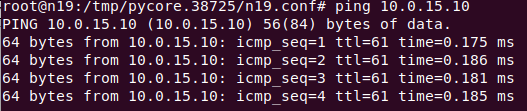 root@n19:/tmp/pycore.38725/n19.conf# ping 10.0.15.10
PING 10.0.15.10 (10.0.15.10) 56(84) bytes of data.
64 bytes from 10.0.15.10: icmp_seq=1 ttl=61 time=0.175 ms
64 bytes from 10.0.15.10: icmp_seq=2 ttl=61 time=0.186 ms
64 bytes from 10.0.15.10: icmp_seq=3 ttl=61 time=0.181 ms
64 bytes from 10.0.15.10: icmp_seq=4 ttl=61 time=0.185 ms